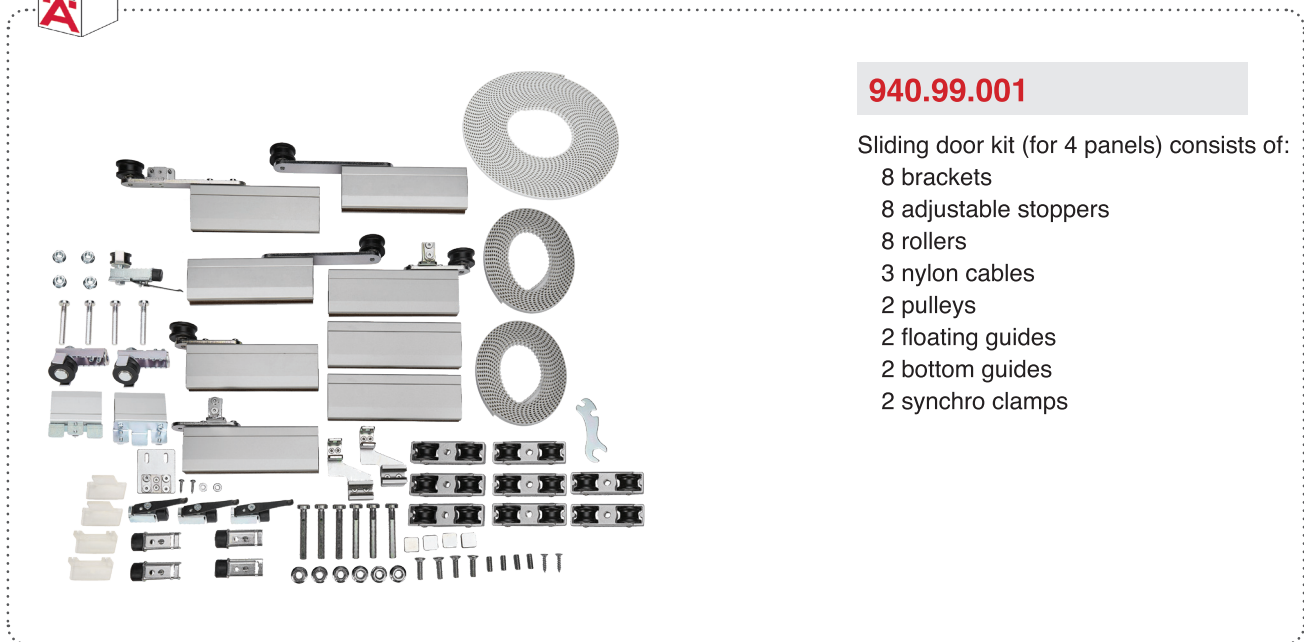 940.99.001
Sliding door kit (for 4 panels) consists of:
8 brackets
8 adjustable stoppers
8 rollers
3 nylon cables
2 pulleys
2 floating guides
2 bottom guides
2 synchro clamps